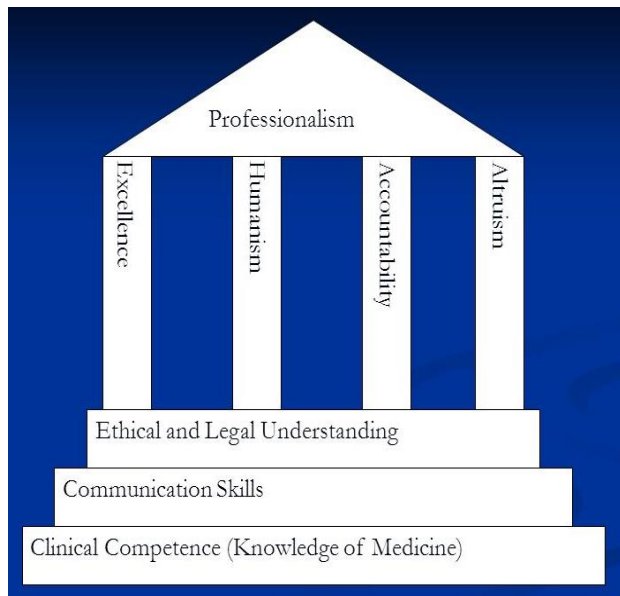 Professionalism
Excellence
Humanism
Accountability
Altruism
Ethical and Legal Understanding
Communication Skills
Clinical Competence (Knowledge of Medicine)